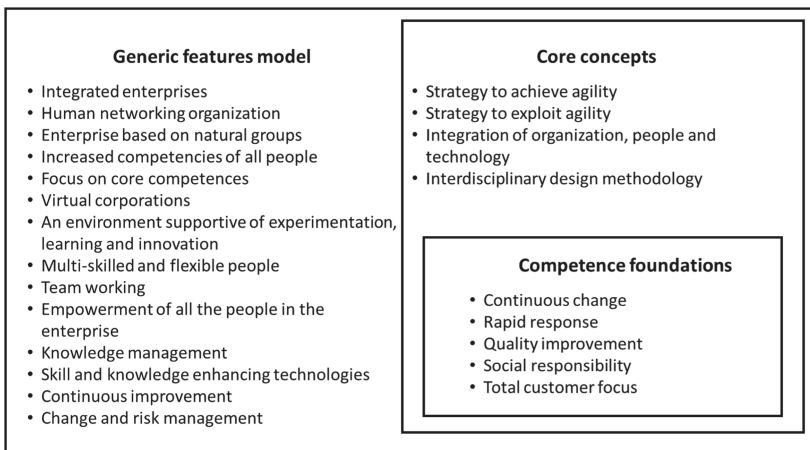 Generic features model
• Integrated enterprises
• Human networking organization
• Enterprise based on natural groups
• Increased competencies of all people
• Focus on core competences
• Virtual corporations
• An environment supportive of experimentation,
learning and innovation
• Multi-skilled and flexible people
• Team working
• Empowerment of all the people in the
enterprise
• Knowledge management
• Skill and knowledge enhancing technologies
• Continuous improvement
• Change and risk management
Core concepts
• Strategy to achieve agility
• Strategy to exploit agility
• Integration of organization, people and
technology
• Interdisciplinary design methodology
Competence foundations
• Continuous change
• Rapid response
• Quality improvement
• Social responsibility
• Total customer focus